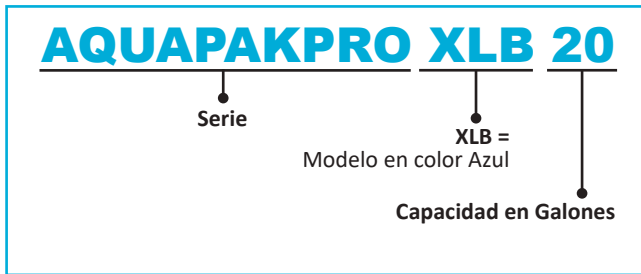 AQUAPAKPRO XLB 20
Serie
XLB =
Modelo en color Azul
Capacidad en Galones